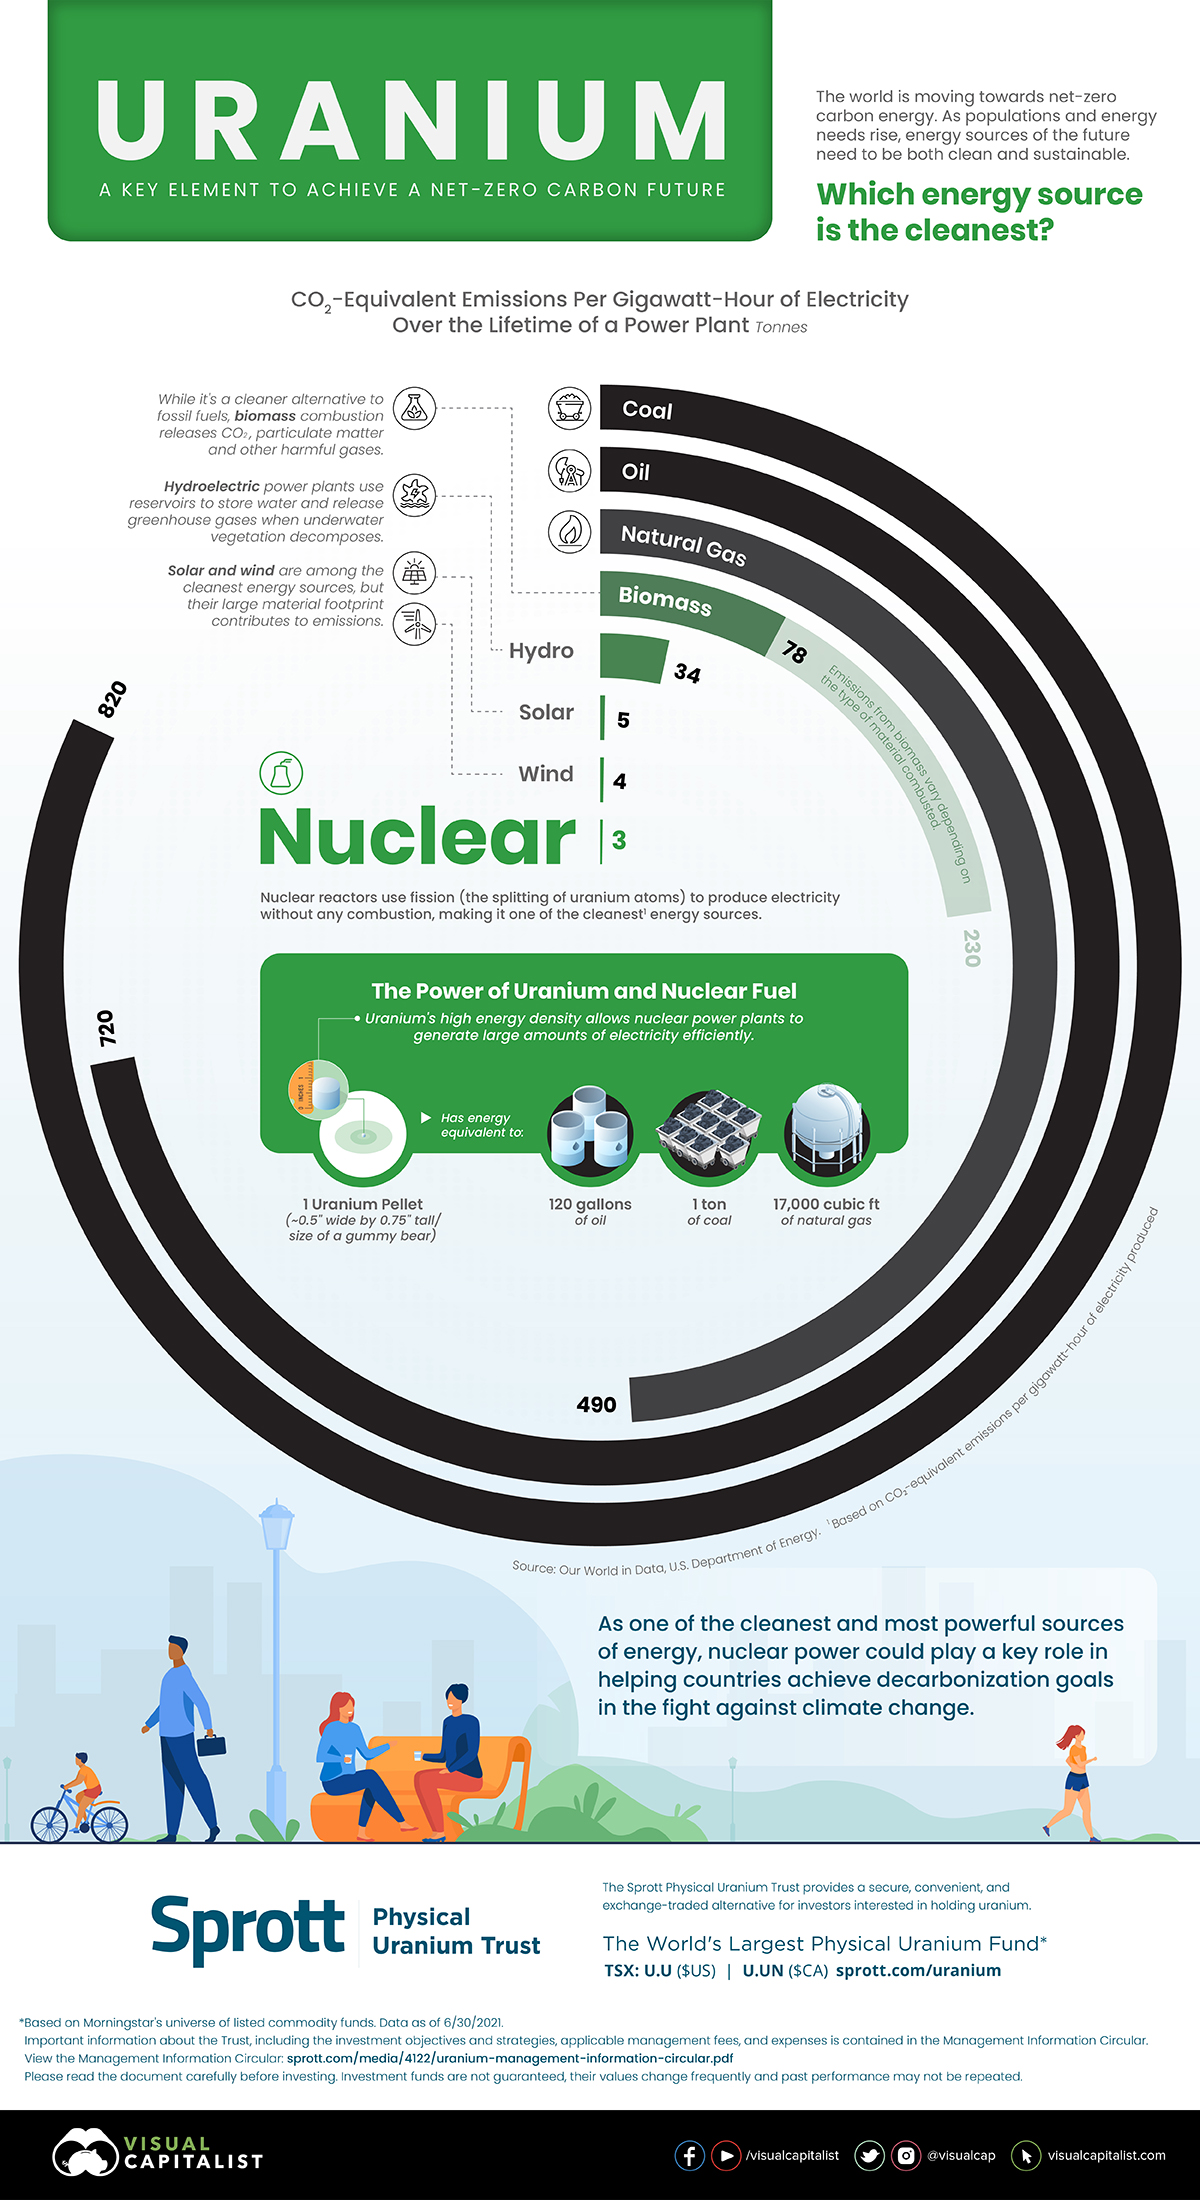 URANIUM
A KEY ELEMENT TO ACHIEVE A NET-ZERO CARBON FUTURE
The world is moving towards net-zero
carbon energy. As populations and energy
needs rise, energy sources of the future
need to be both clean and sustainable.
Which energy source
is the cleanest?
CO₂-Equivalent Emissions Per Gigawatt-Hour of Electricity
Over the Lifetime of a Power Plant Tonnes
While it's a cleaner alternative to
fossil fuels, biomass combustion
releases CO₂, particulate matter
and other harmful gases.
Hydroelectric power plants use
reservoirs to store water and release
greenhouse gases when underwater
vegetation decomposes.
Solar and wind are among the
cleanest energy sources, but
their large material footprint
contributes to emissions.
Coal
820
Oil
720
Natural Gas
490
Biomass
78
Emissions from biomass vary depending on
the type of material combusted.
230
Hydro
34
Solar
5
Wind
4
Nuclear
3
Nuclear reactors use fission (the splitting of uranium atoms) to produce electricity
without any combustion, making it one of the cleanest¹ energy sources.
The Power of Uranium and Nuclear Fuel
• Uranium's high energy density allows nuclear power plants to
generate large amounts of electricity efficiently.
0 INCHES 1
Has energy
equivalent to:
1 Uranium Pellet
(~0.5" wide by 0.75" tall/
size of a gummy bear)
120 gallons
of oil
1 ton
of coal
17,000 cubic ft
of natural gas
Source: Our World in Data, U.S. Department of Energy. ¹Based on CO₂-equivalent emissions per gigawatt-hour of electricity produced
As one of the cleanest and most powerful sources
of energy, nuclear power could play a key role in
helping countries achieve decarbonization goals
in the fight against climate change.
Sprott
Physical
Uranium Trust
The Sprott Physical Uranium Trust provides a secure, convenient, and
exchange-traded alternative for investors interested in holding uranium.
The World's Largest Physical Uranium Fund*
TSX: U.U ($US) | U.UN ($CA) sprott.com/uranium
*Based on Morningstar's universe of listed commodity funds. Data as of 6/30/2021.
Important information about the Trust, including the investment objectives and strategies, applicable management fees, and expenses is contained in the Management Information Circular.
View the Management Information Circular: sprott.com/media/4122/uranium-management-information-circular.pdf
Please read the document carefully before investing. Investment funds are not guaranteed, their values change frequently and past performance may not be repeated.
VISUAL
CAPITALIST
/visualcapitalist
@visualcap
visualcapitalist.com